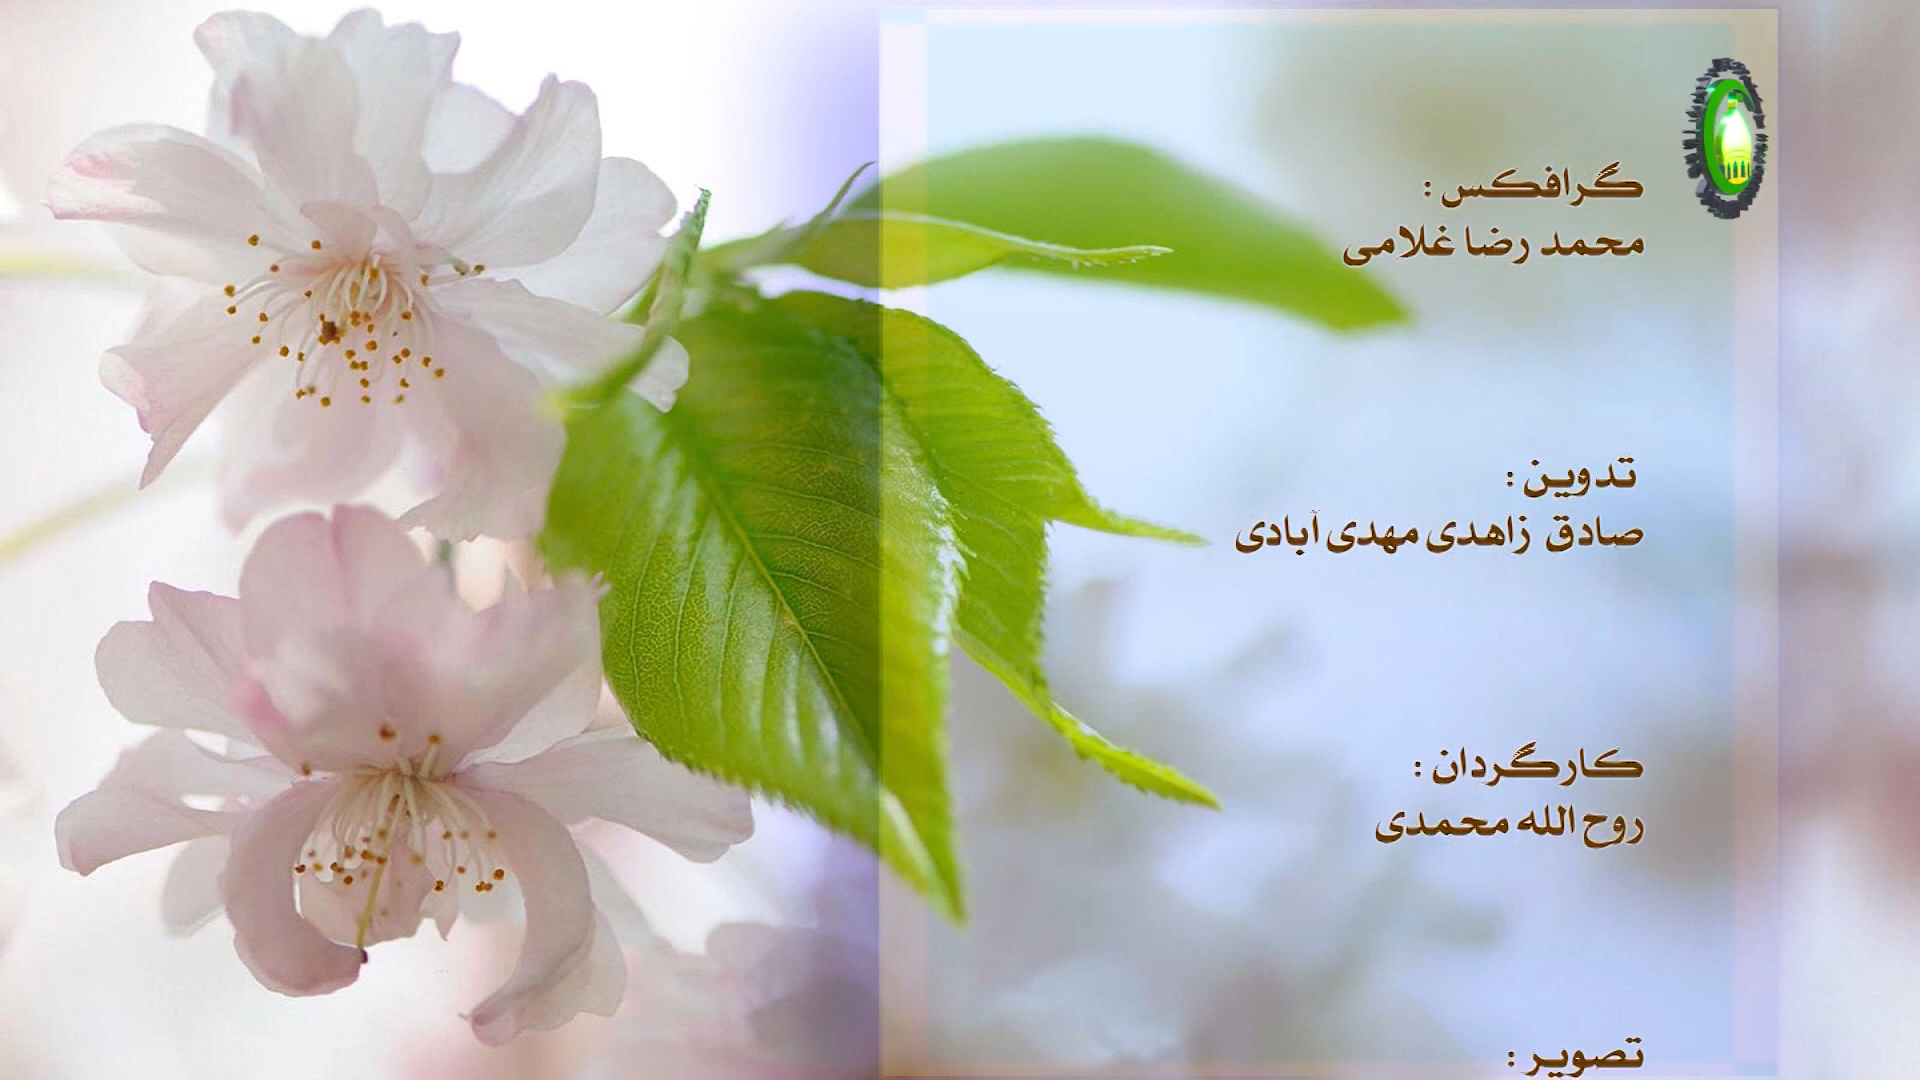 گرافکس :
محمد رضا غلامی
تدوین :
صادق زاهدی مهدی آبادی
کارگردان :
روح الله محمدی
تصویر :